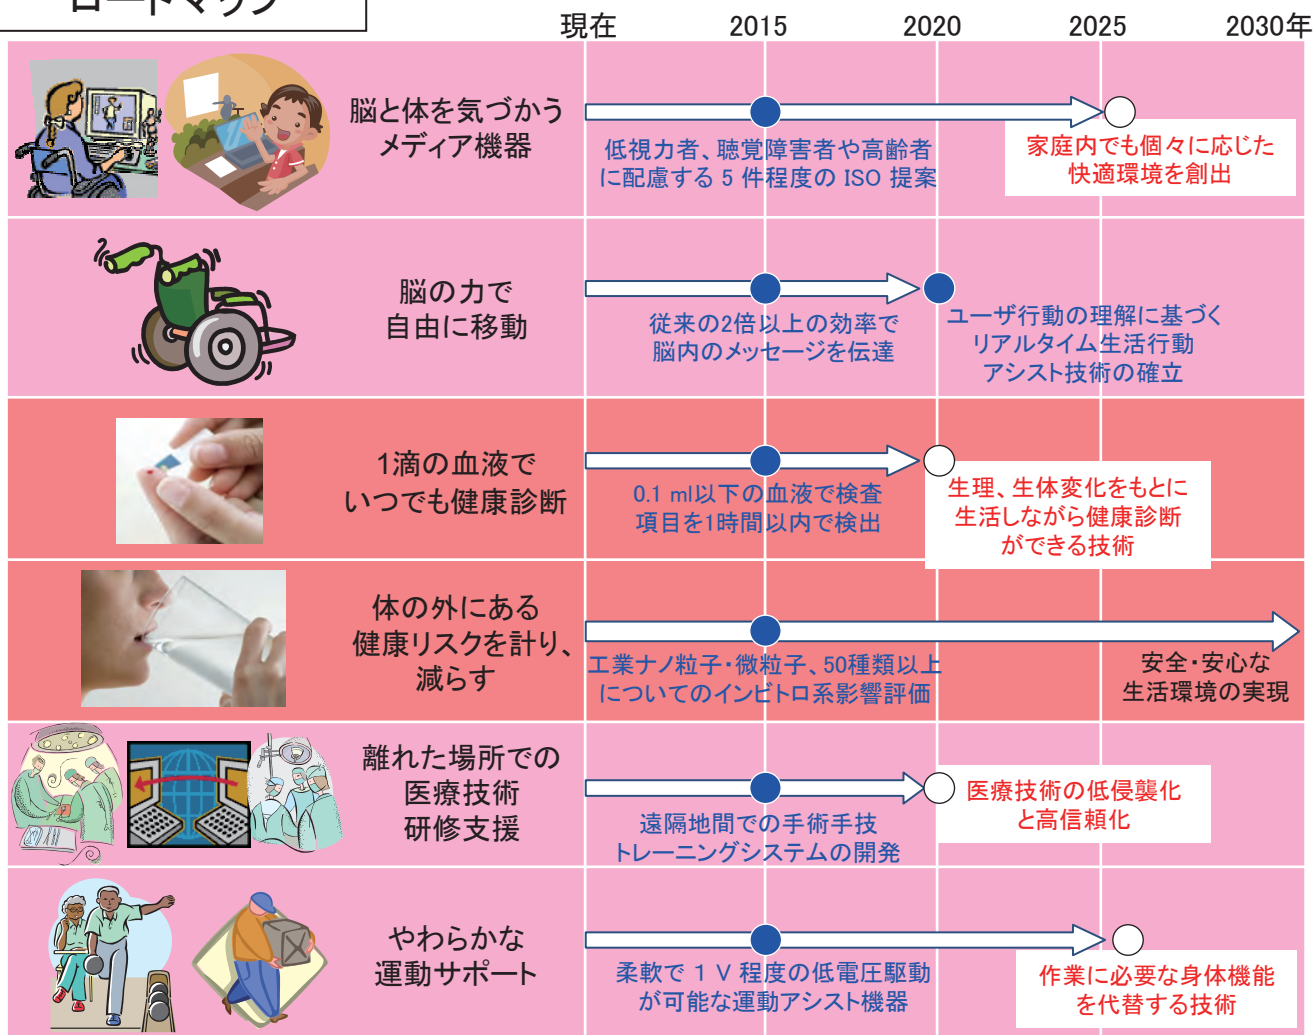 ロードマップ
現在 2015 2020 2025 2030年
脳と体を気づかう
メディア機器
低視力者、聴覚障害者や高齢者
に配慮する 5 件程度の ISO 提案
家庭内でも個々に応じた
快適環境を創出
脳の力で
自由に移動
従来の2倍以上の効率で
脳内のメッセージを伝達
ユーザ行動の理解に基づく
リアルタイム生活行動
アシスト技術の確立
1滴の血液で
いつでも健康診断
0.1 ml以下の血液で検査
項目を1時間以内で検出
生理、生体変化をもとに
生活しながら健康診断
ができる技術
体の外にある
健康リスクを計り、
減らす
工業ナノ粒子・微粒子、50種類以上
についてのインビトロ系影響評価
安全・安心な
生活環境の実現
離れた場所での
医療技術
研修支援
遠隔地間での手術手技
トレーニングシステムの開発
医療技術の低侵襲化
と高信頼化
やわらかな
運動サポート
柔軟で 1 V 程度の低電圧駆動
が可能な運動アシスト機器
作業に必要な身体機能
を代替する技術